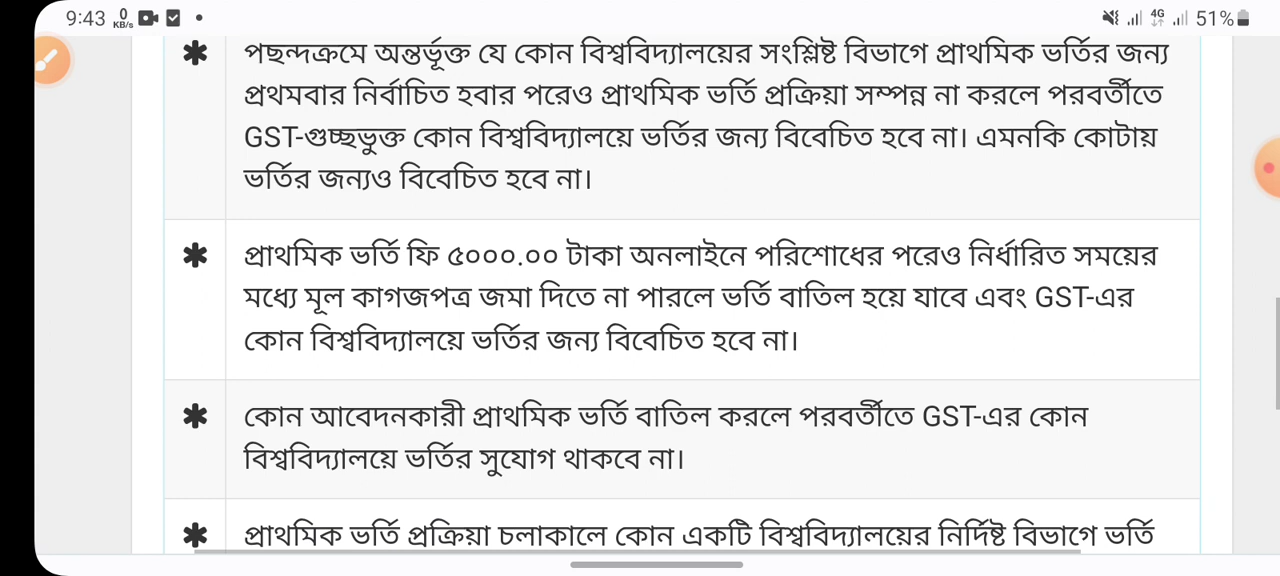 9:43 0 KB/s 4G 51%
* পছন্দক্রমে অন্তর্ভূক্ত যে কোন বিশ্ববিদ্যালয়ের সংশ্লিষ্ট বিভাগে প্রাথমিক ভর্তির জন্য
প্রথমবার নির্বাচিত হবার পরেও প্রাথমিক ভর্তি প্রক্রিয়া সম্পন্ন না করলে পরবর্তীতে
GST-গুচ্ছভুক্ত কোন বিশ্ববিদ্যালয়ে ভর্তির জন্য বিবেচিত হবে না। এমনকি কোটায়
ভর্তির জন্যও বিবেচিত হবে না।
* প্রাথমিক ভর্তি ফি ৫০০০.০০ টাকা অনলাইনে পরিশোধের পরেও নির্ধারিত সময়ের
মধ্যে মূল কাগজপত্র জমা দিতে না পারলে ভর্তি বাতিল হয়ে যাবে এবং GST-এর
কোন বিশ্ববিদ্যালয়ে ভর্তির জন্য বিবেচিত হবে না।
* কোন আবেদনকারী প্রাথমিক ভর্তি বাতিল করলে পরবর্তীতে GST-এর কোন
বিশ্ববিদ্যালয়ে ভর্তির সুযোগ থাকবে না।
* প্রাথমিক ভর্তি প্রক্রিয়া চলাকালে কোন একটি বিশ্ববিদ্যালয়ের নির্দিষ্ট বিভাগে ভর্তি